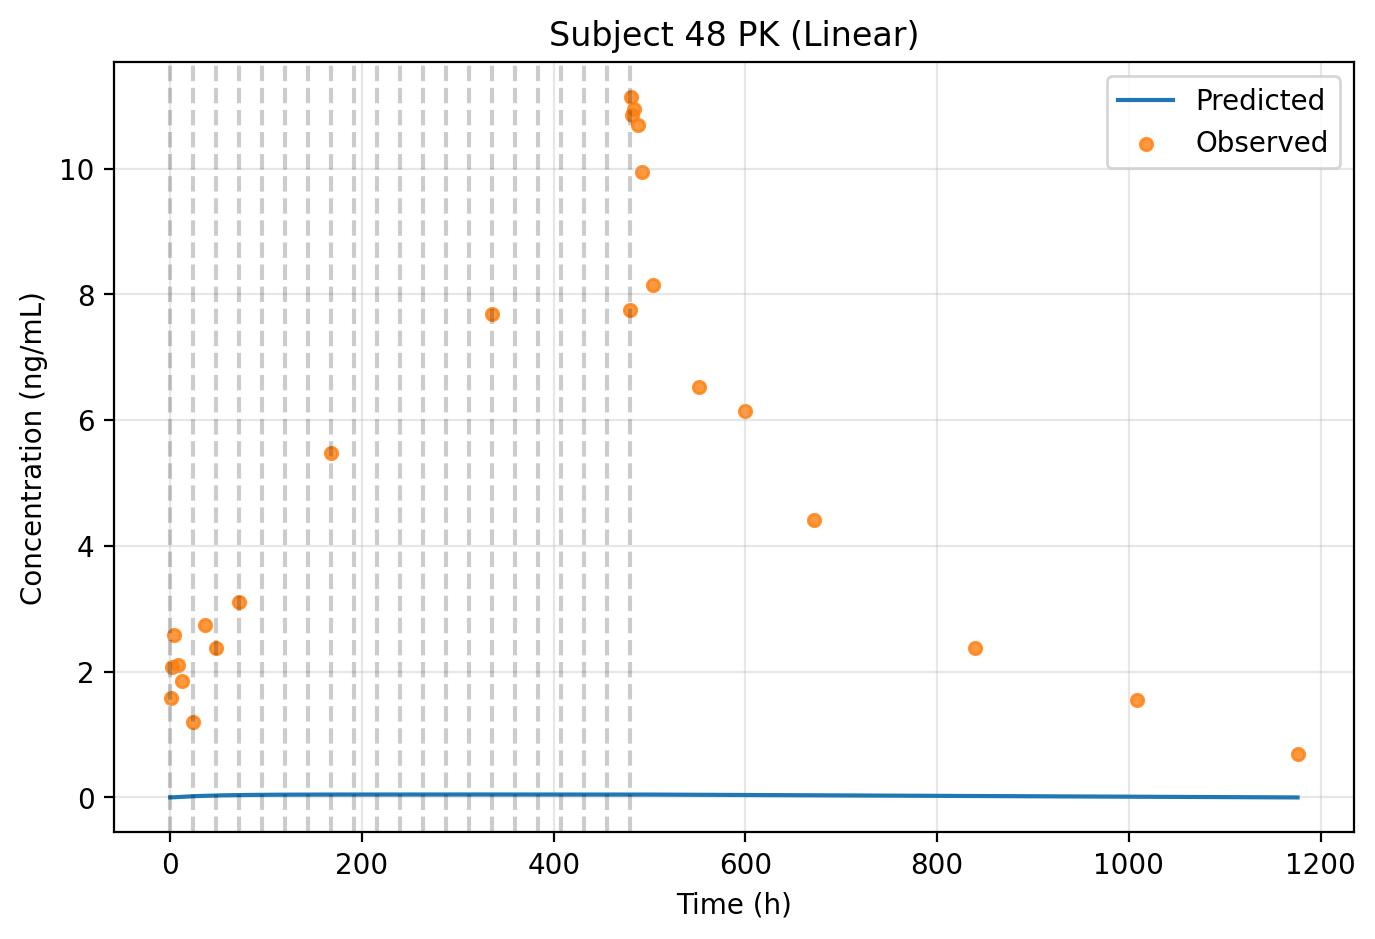 Subject 48 PK (Linear)
Predicted
Observed
Concentration (ng/mL)
10
8
6
4
2
0
0 200 400 600 800 1000 1200
Time (h)